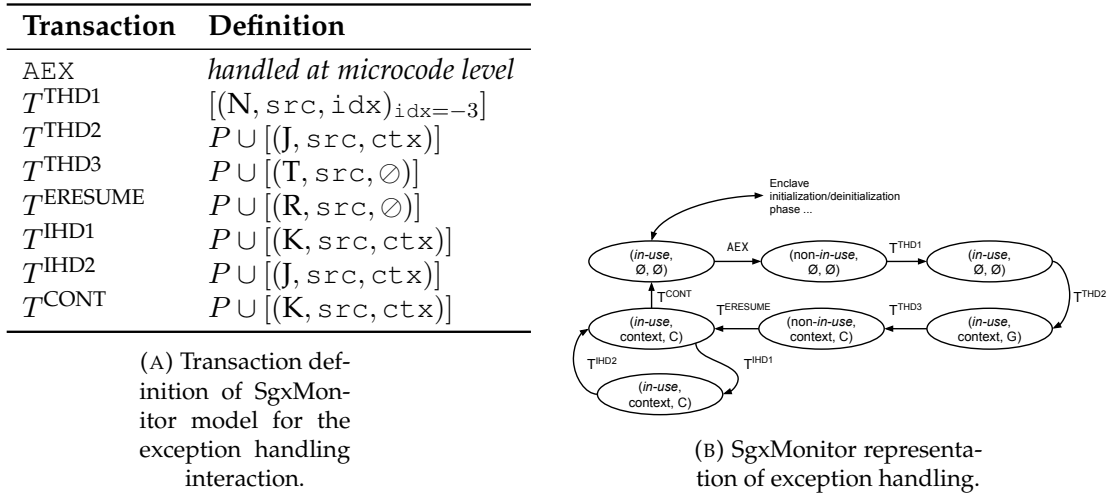 Transaction Definition
AEX handled at microcode level
T^THD1 [(N, src, idx)_idx=−3]
T^THD2 P ∪ [(J, src, ctx)]
T^THD3 P ∪ [(T, src, ∅)]
T^ERESUME P ∪ [(R, src, ∅)]
T^IHD1 P ∪ [(K, src, ctx)]
T^IHD2 P ∪ [(J, src, ctx)]
T^CONT P ∪ [(K, src, ctx)]
(A) Transaction def-
inition of SgxMon-
itor model for the
exception handling
interaction.
Enclave
initialization/deinitialization
phase ...
(in-use,
Ø, Ø)
AEX
(non-in-use,
Ø, Ø)
T^THD1
(in-use,
Ø, Ø)
T^THD2
T^CONT
(in-use,
context, C)
T^ERESUME
(non-in-use,
context, C)
T^THD3
(in-use,
context, G)
T^IHD2
T^IHD1
(in-use,
context, C)
(B) SgxMonitor representa-
tion of exception handling.